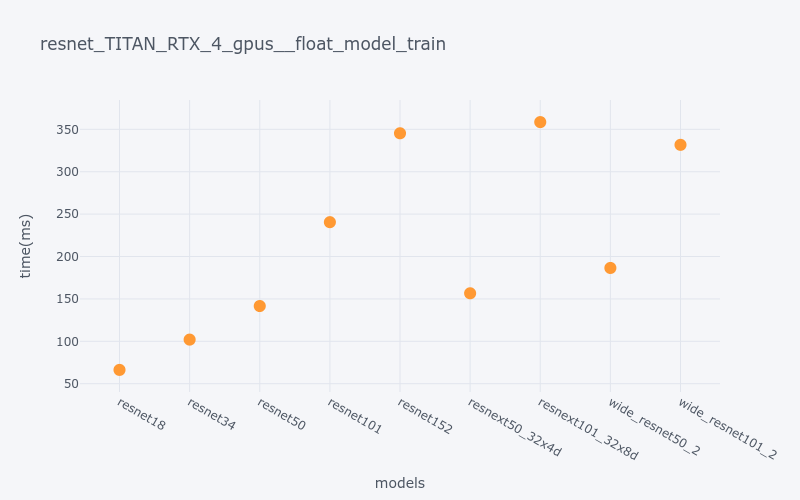 resnet_TITAN_RTX_4_gpus__float_model_train
time(ms)
350
300
250
200
150
100
50
resnet18
resnet34
resnet50
resnet101
resnet152
resnext50_32x4d
resnext101_32x8d
wide_resnet50_2
wide_resnet101_2
models